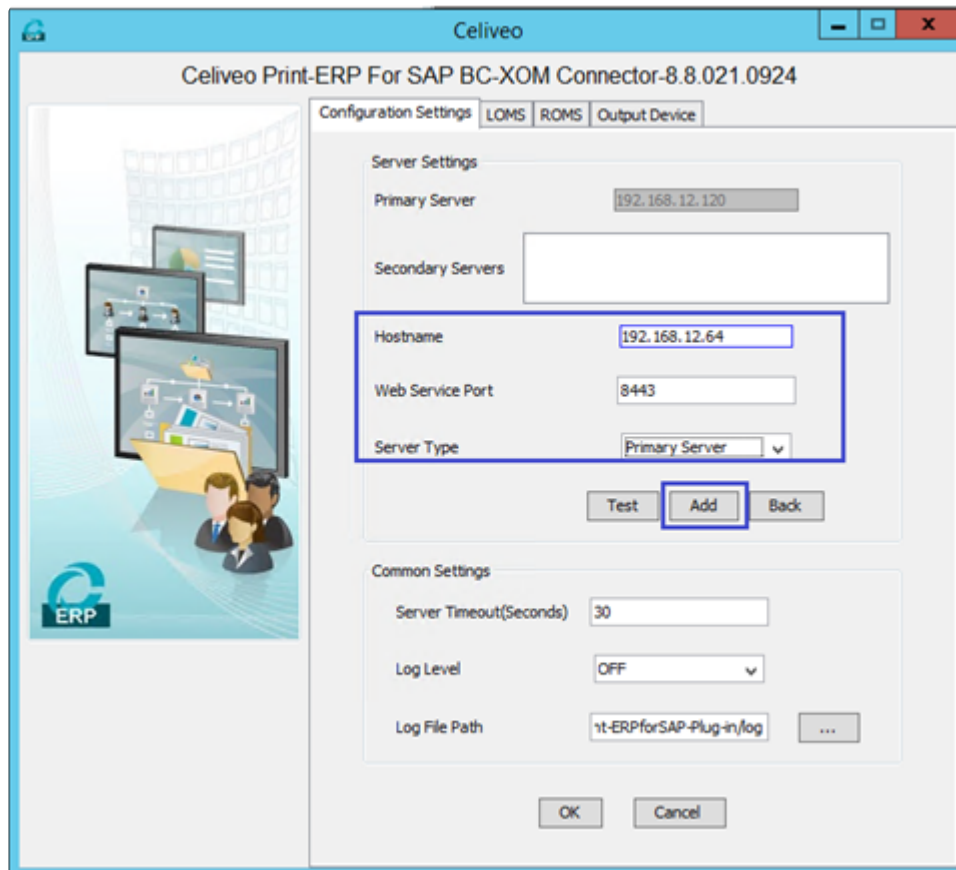 Celiveo
Celiveo Print-ERP For SAP BC-XOM Connector-8.8.021.0924
Configuration Settings LOMS ROMS Output Device
Server Settings
Primary Server 192.168.12.120
Secondary Servers
Hostname 192.168.12.64
Web Service Port 8443
Server Type Primary Server
Test Add Back
Common Settings
Server Timeout(Seconds) 30
Log Level OFF
Log File Path nt-ERPforSAP-Plug-in/log ...
OK Cancel
ERP